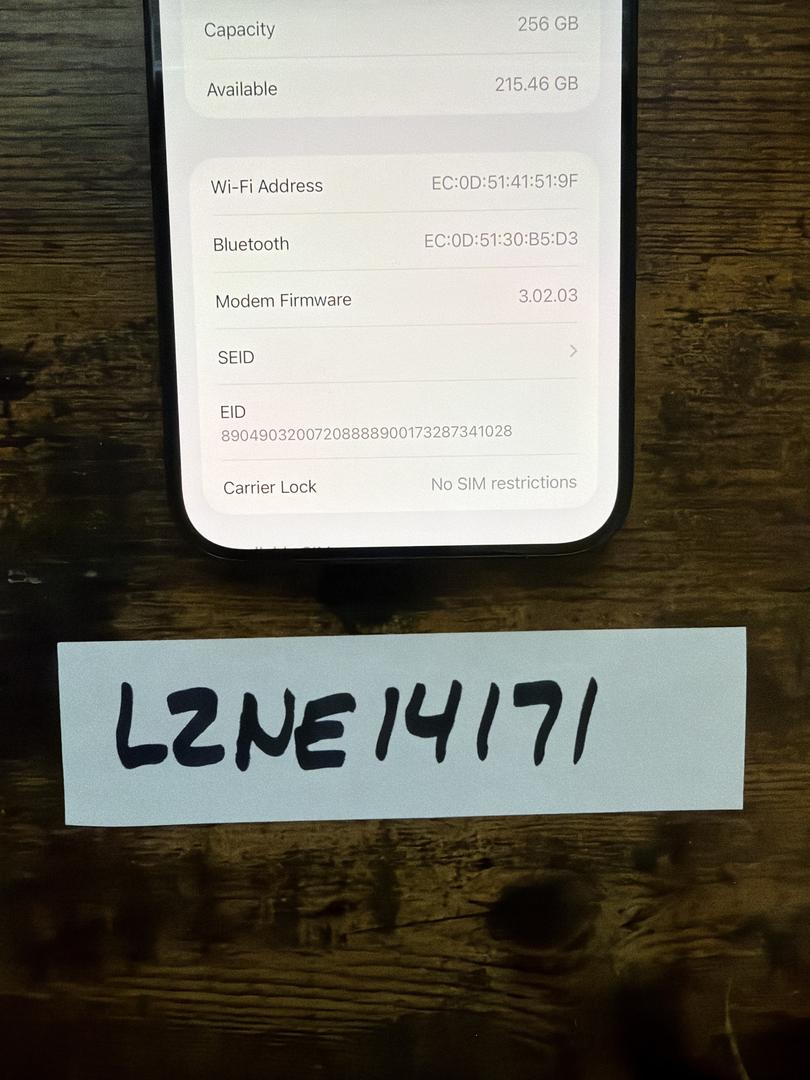 Capacity 256 GB
Available 215.46 GB
Wi-Fi Address EC:0D:51:41:51:9F
Bluetooth EC:0D:51:30:B5:D3
Modem Firmware 3.02.03
SEID
EID
89049032007208888900173287341028
Carrier Lock No SIM restrictions
LZNE14171